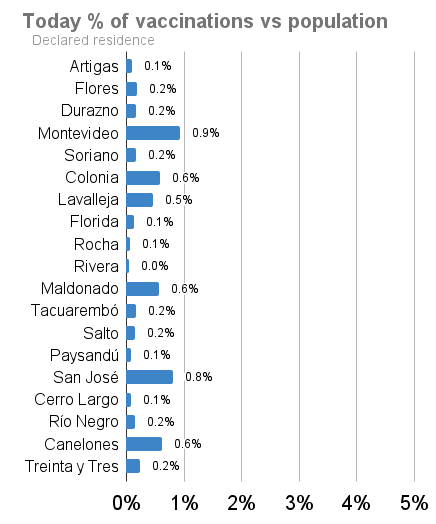 Today % of vaccinations vs population
Declared residence
Artigas 0.1%
Flores 0.2%
Durazno 0.2%
Montevideo 0.9%
Soriano 0.2%
Colonia 0.6%
Lavalleja 0.5%
Florida 0.1%
Rocha 0.1%
Rivera 0.0%
Maldonado 0.6%
Tacuarembó 0.2%
Salto 0.2%
Paysandú 0.1%
San José 0.8%
Cerro Largo 0.1%
Río Negro 0.2%
Canelones 0.6%
Treinta y Tres 0.2%
0% 1% 2% 3% 4% 5%